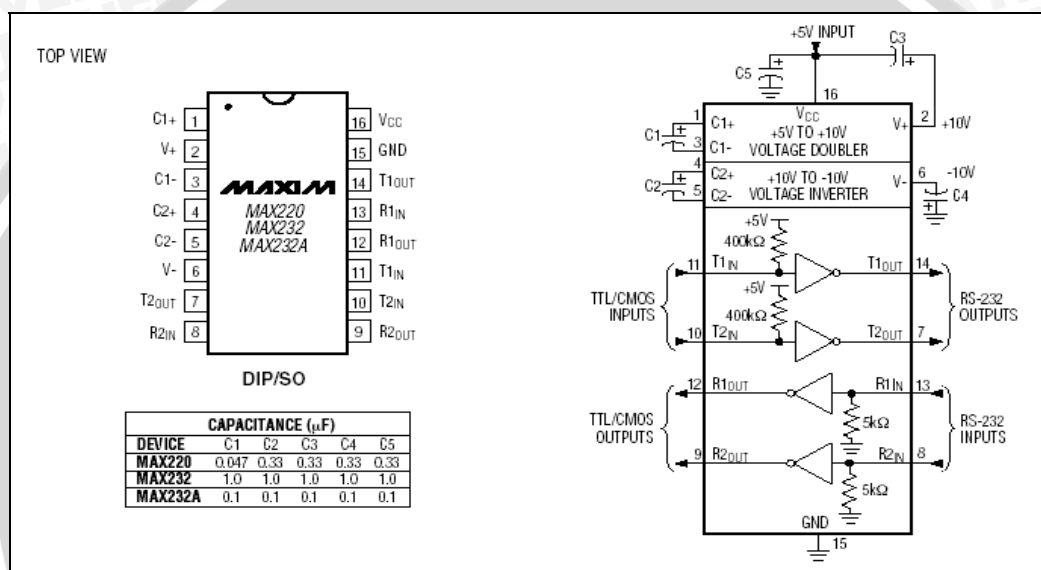 TOP VIEW
C1+ 1
V+ 2
C1- 3
C2+ 4
C2- 5
V- 6
T2OUT 7
R2IN 8
16 VCC
15 GND
14 T1OUT
13 R1IN
12 R1OUT
11 T1IN
10 T2IN
9 R2OUT
MAXIM
MAX220
MAX232
MAX232A
DIP/SO
CAPACITANCE (µF)
DEVICE C1 C2 C3 C4 C5
MAX220 0.047 0.33 0.33 0.33 0.33
MAX232 1.0 1.0 1.0 1.0 1.0
MAX232A 0.1 0.1 0.1 0.1 0.1
+5V INPUT
C3
+
C5 +
+
16
VCC
1 C1+
C1 +
3 C1-
+5V TO +10V
VOLTAGE DOUBLER
V+ 2 +10V
4 C2+
C2 +
5 C2-
+10V TO -10V
VOLTAGE INVERTER
V- 6 -10V
C4
+
+5V
400kΩ
11 T1IN
T1OUT 14
+5V
400kΩ
10 T2IN
T2OUT 7
TTL/CMOS
INPUTS
RS-232
OUTPUTS
12 R1OUT
R1IN 13
5kΩ
9 R2OUT
R2IN 8
5kΩ
TTL/CMOS
OUTPUTS
RS-232
INPUTS
GND
15